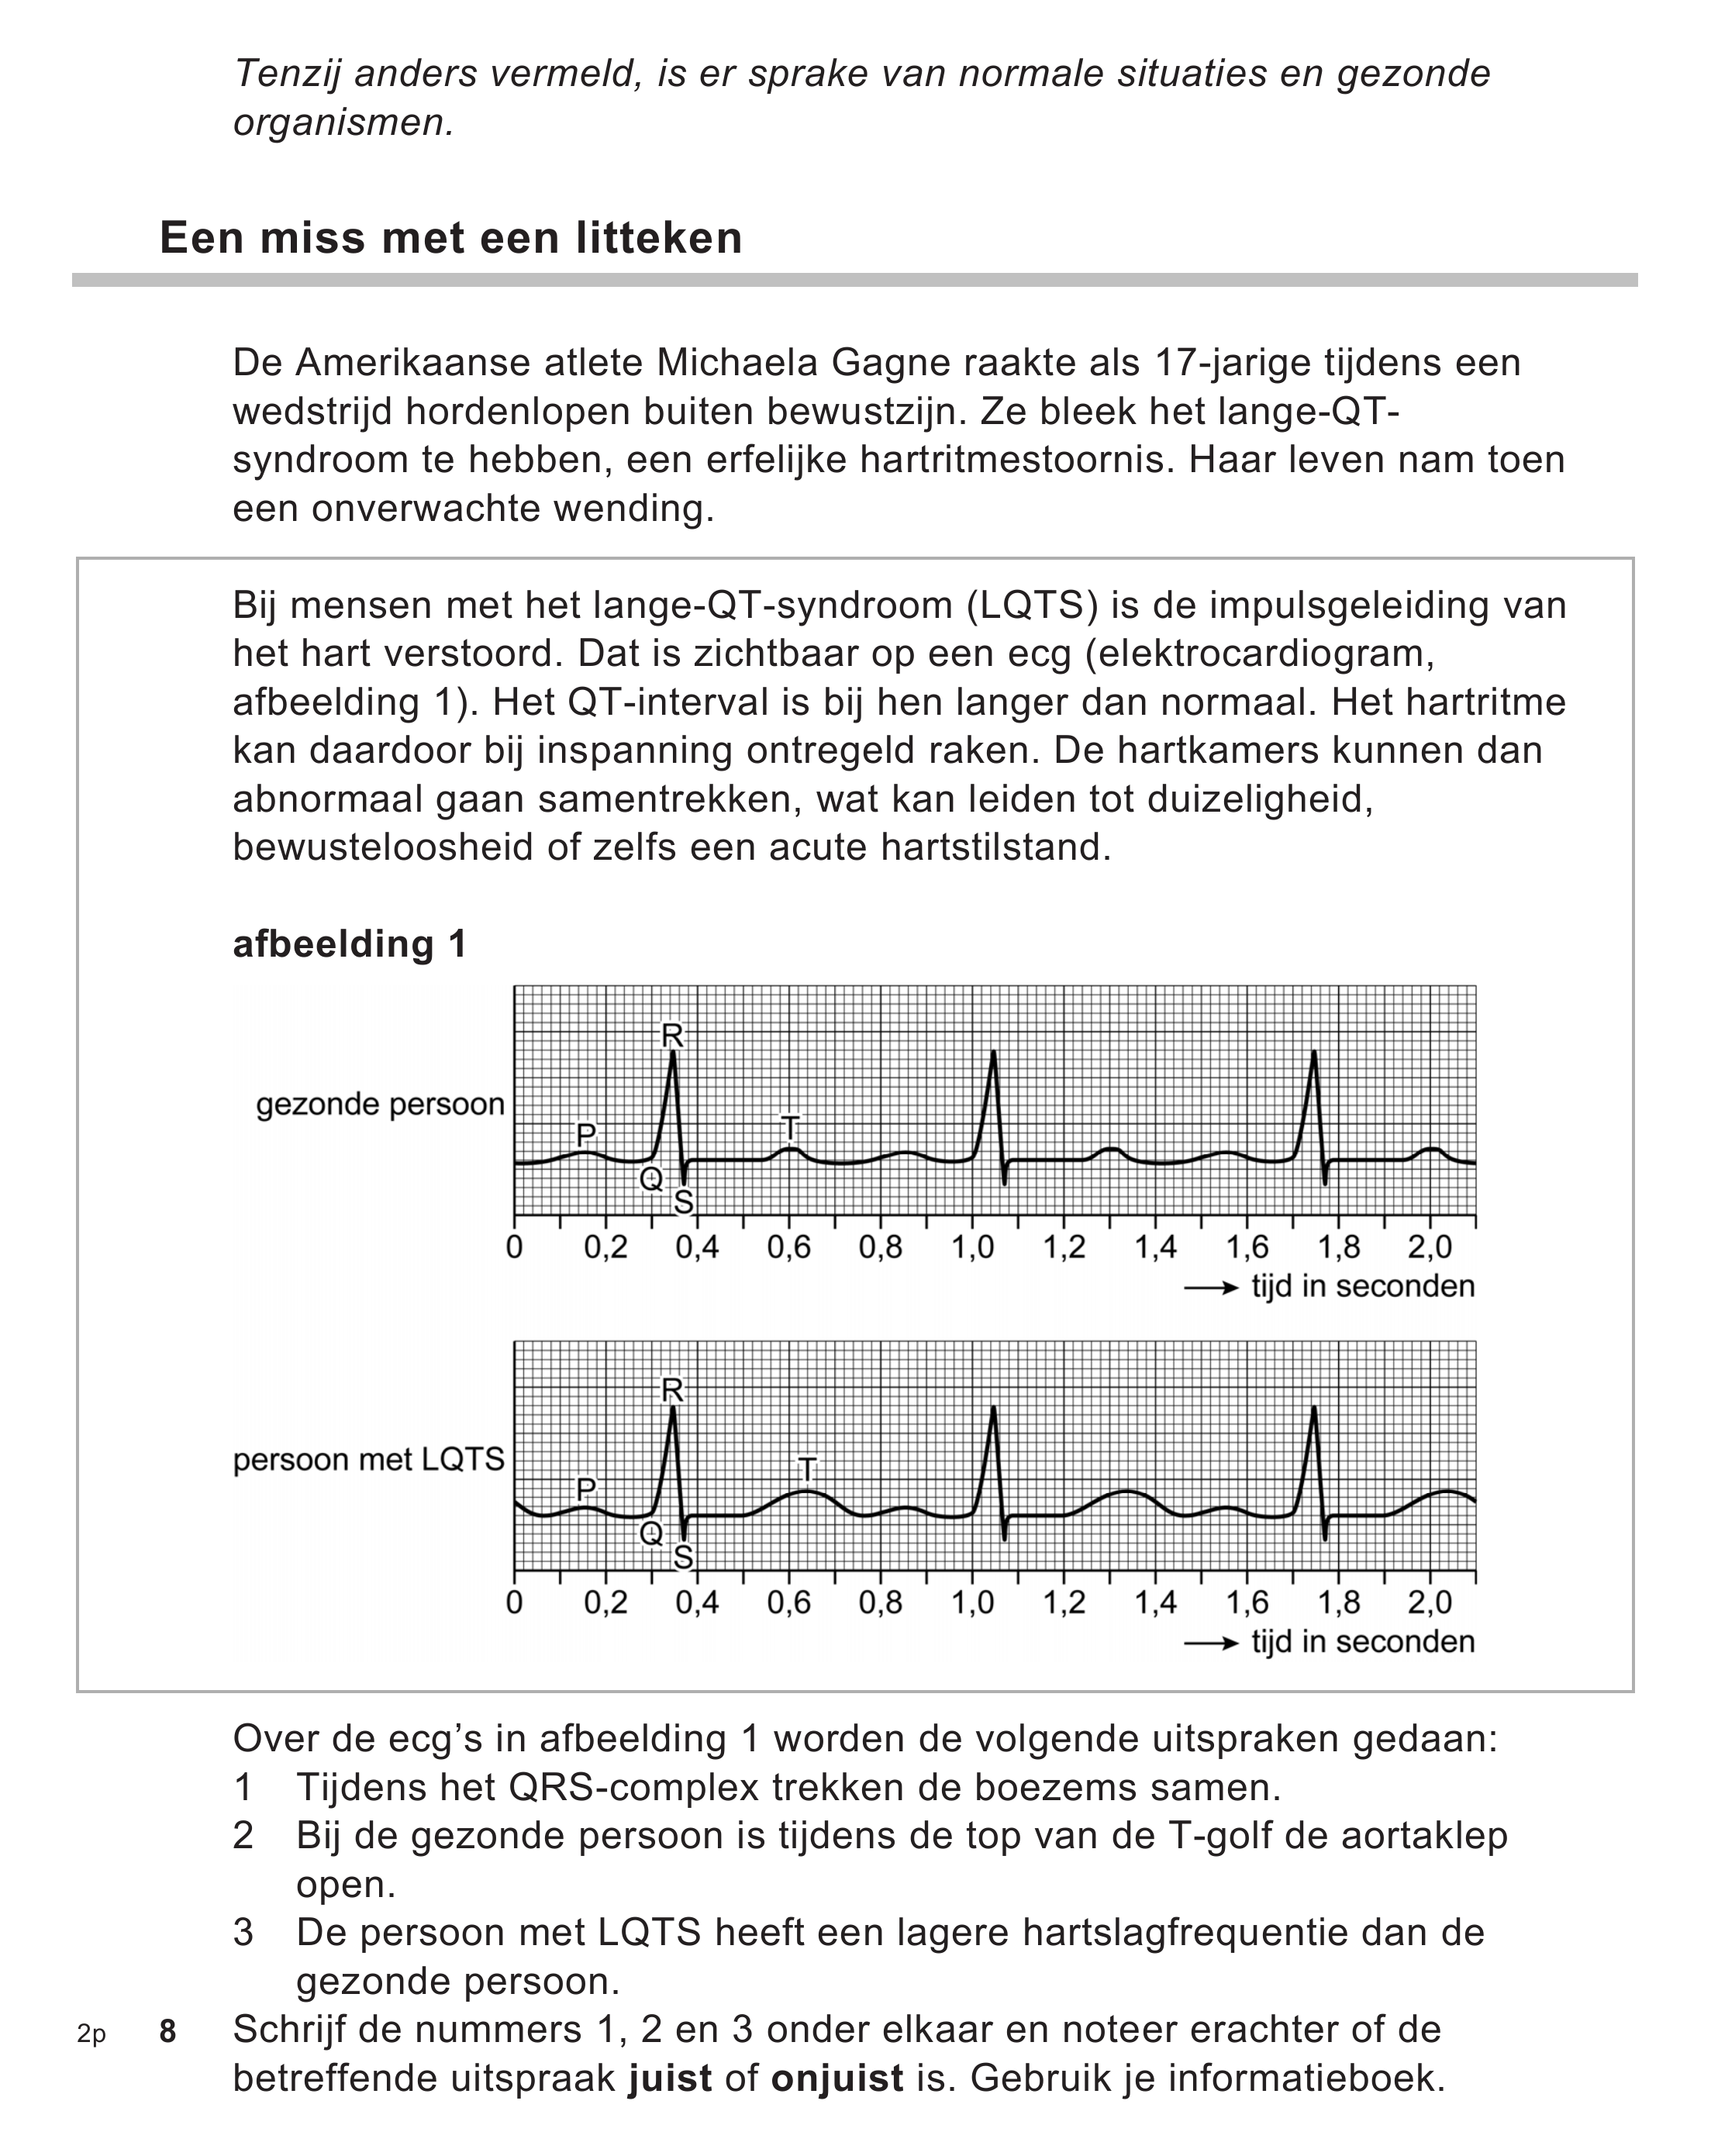 Tenzij anders vermeld, is er sprake van normale situaties en gezonde
organismen.
Een miss met een litteken
De Amerikaanse atlete Michaela Gagne raakte als 17-jarige tijdens een
wedstrijd hordenlopen buiten bewustzijn. Ze bleek het lange-QT-
syndroom te hebben, een erfelijke hartritmestoornis. Haar leven nam toen
een onverwachte wending.
Bij mensen met het lange-QT-syndroom (LQTS) is de impulsgeleiding van
het hart verstoord. Dat is zichtbaar op een ecg (elektrocardiogram,
afbeelding 1). Het QT-interval is bij hen langer dan normaal. Het hartritme
kan daardoor bij inspanning ontregeld raken. De hartkamers kunnen dan
abnormaal gaan samentrekken, wat kan leiden tot duizeligheid,
bewusteloosheid of zelfs een acute hartstilstand.
afbeelding 1
R
gezonde persoon
P
T
Q
S
0 0,2 0,4 0,6 0,8 1,0 1,2 1,4 1,6 1,8 2,0
tijd in seconden
R
persoon met LQTS
P
T
Q
S
0 0,2 0,4 0,6 0,8 1,0 1,2 1,4 1,6 1,8 2,0
tijd in seconden
Over de ecg’s in afbeelding 1 worden de volgende uitspraken gedaan:
1 Tijdens het QRS-complex trekken de boezems samen.
2 Bij de gezonde persoon is tijdens de top van de T-golf de aortaklep
open.
3 De persoon met LQTS heeft een lagere hartslagfrequentie dan de
gezonde persoon.
2p 8 Schrijf de nummers 1, 2 en 3 onder elkaar en noteer erachter of de
betreffende uitspraak juist of onjuist is. Gebruik je informatieboek.